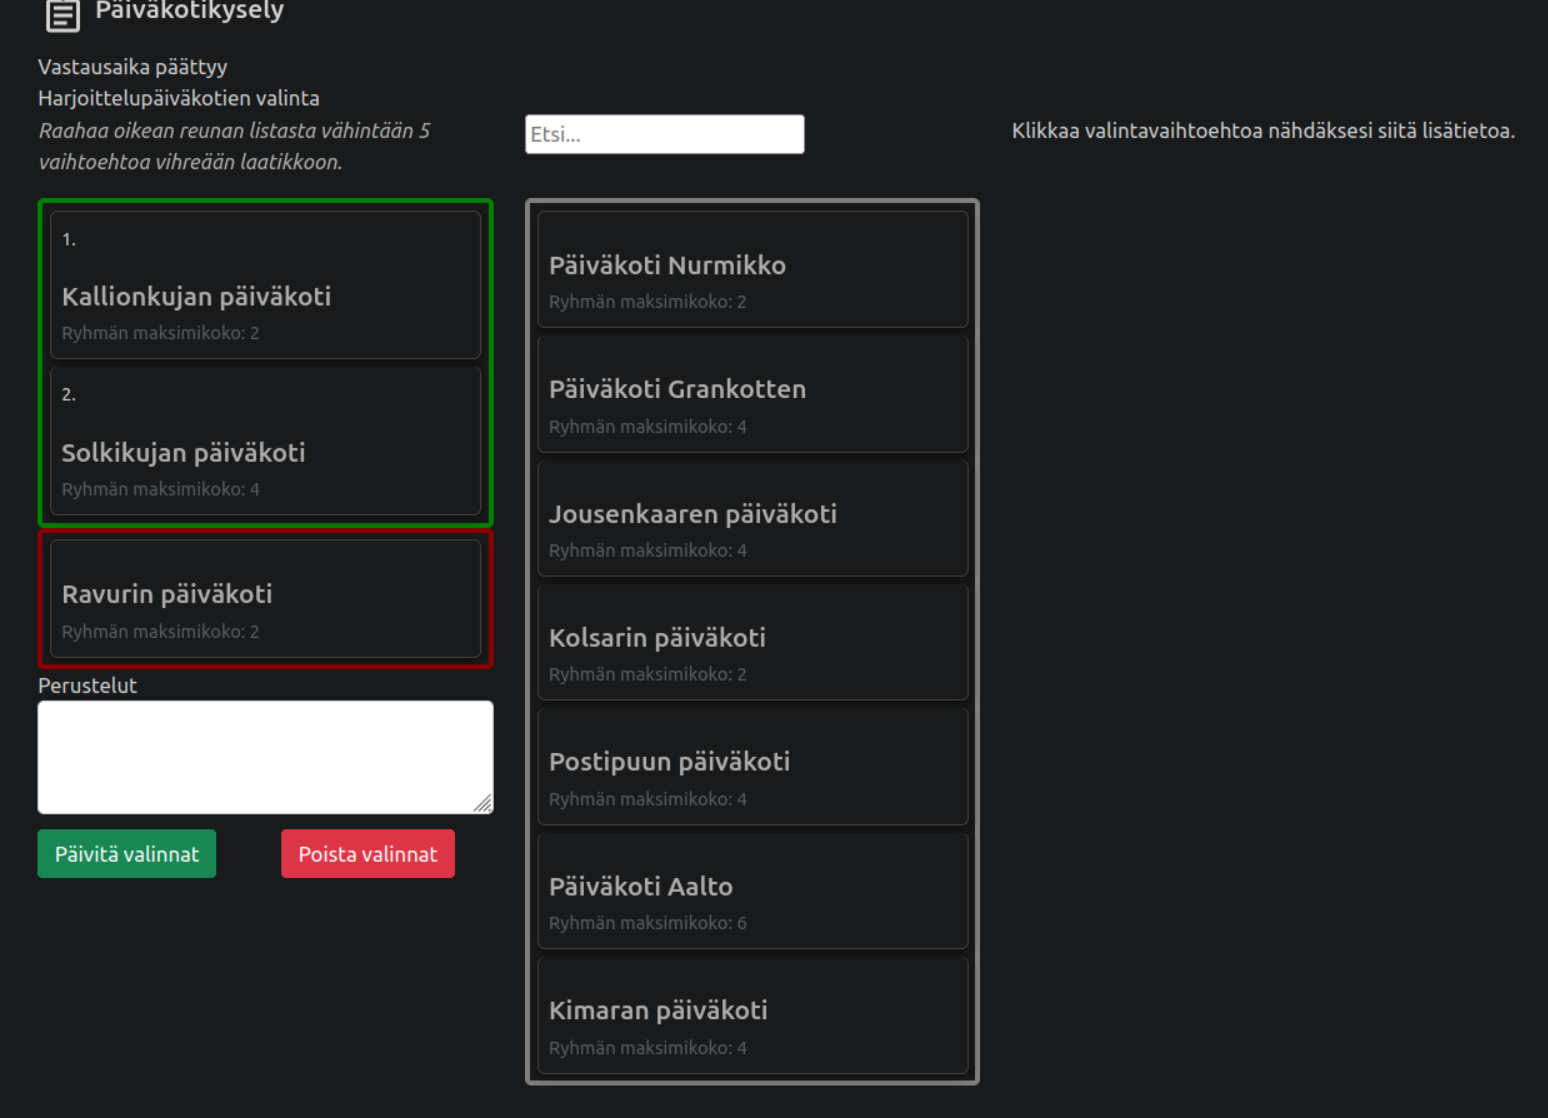 Päiväkotikysely
Vastausaika päättyy
Harjoittelupäiväkotien valinta
Raahaa oikean reunan listasta vähintään 5
vaihtoehtoa vihreään laatikkoon.
1.
Kallionkujan päiväkoti
Ryhmän maksimikoko: 2
2.
Solkikujan päiväkoti
Ryhmän maksimikoko: 4
Ravurin päiväkoti
Ryhmän maksimikoko: 2
Perustelut
Päivitä valinnat
Poista valinnat
Etsi...
Päiväkoti Nurmikko
Ryhmän maksimikoko: 2
Päiväkoti Grankotten
Ryhmän maksimikoko: 4
Jousenkaaren päiväkoti
Ryhmän maksimikoko: 4
Kolsarin päiväkoti
Ryhmän maksimikoko: 2
Postipuun päiväkoti
Ryhmän maksimikoko: 4
Päiväkoti Aalto
Ryhmän maksimikoko: 6
Kimaran päiväkoti
Ryhmän maksimikoko: 4
Klikkaa valintavaihtoehtoa nähdäksesi siitä lisätietoa.